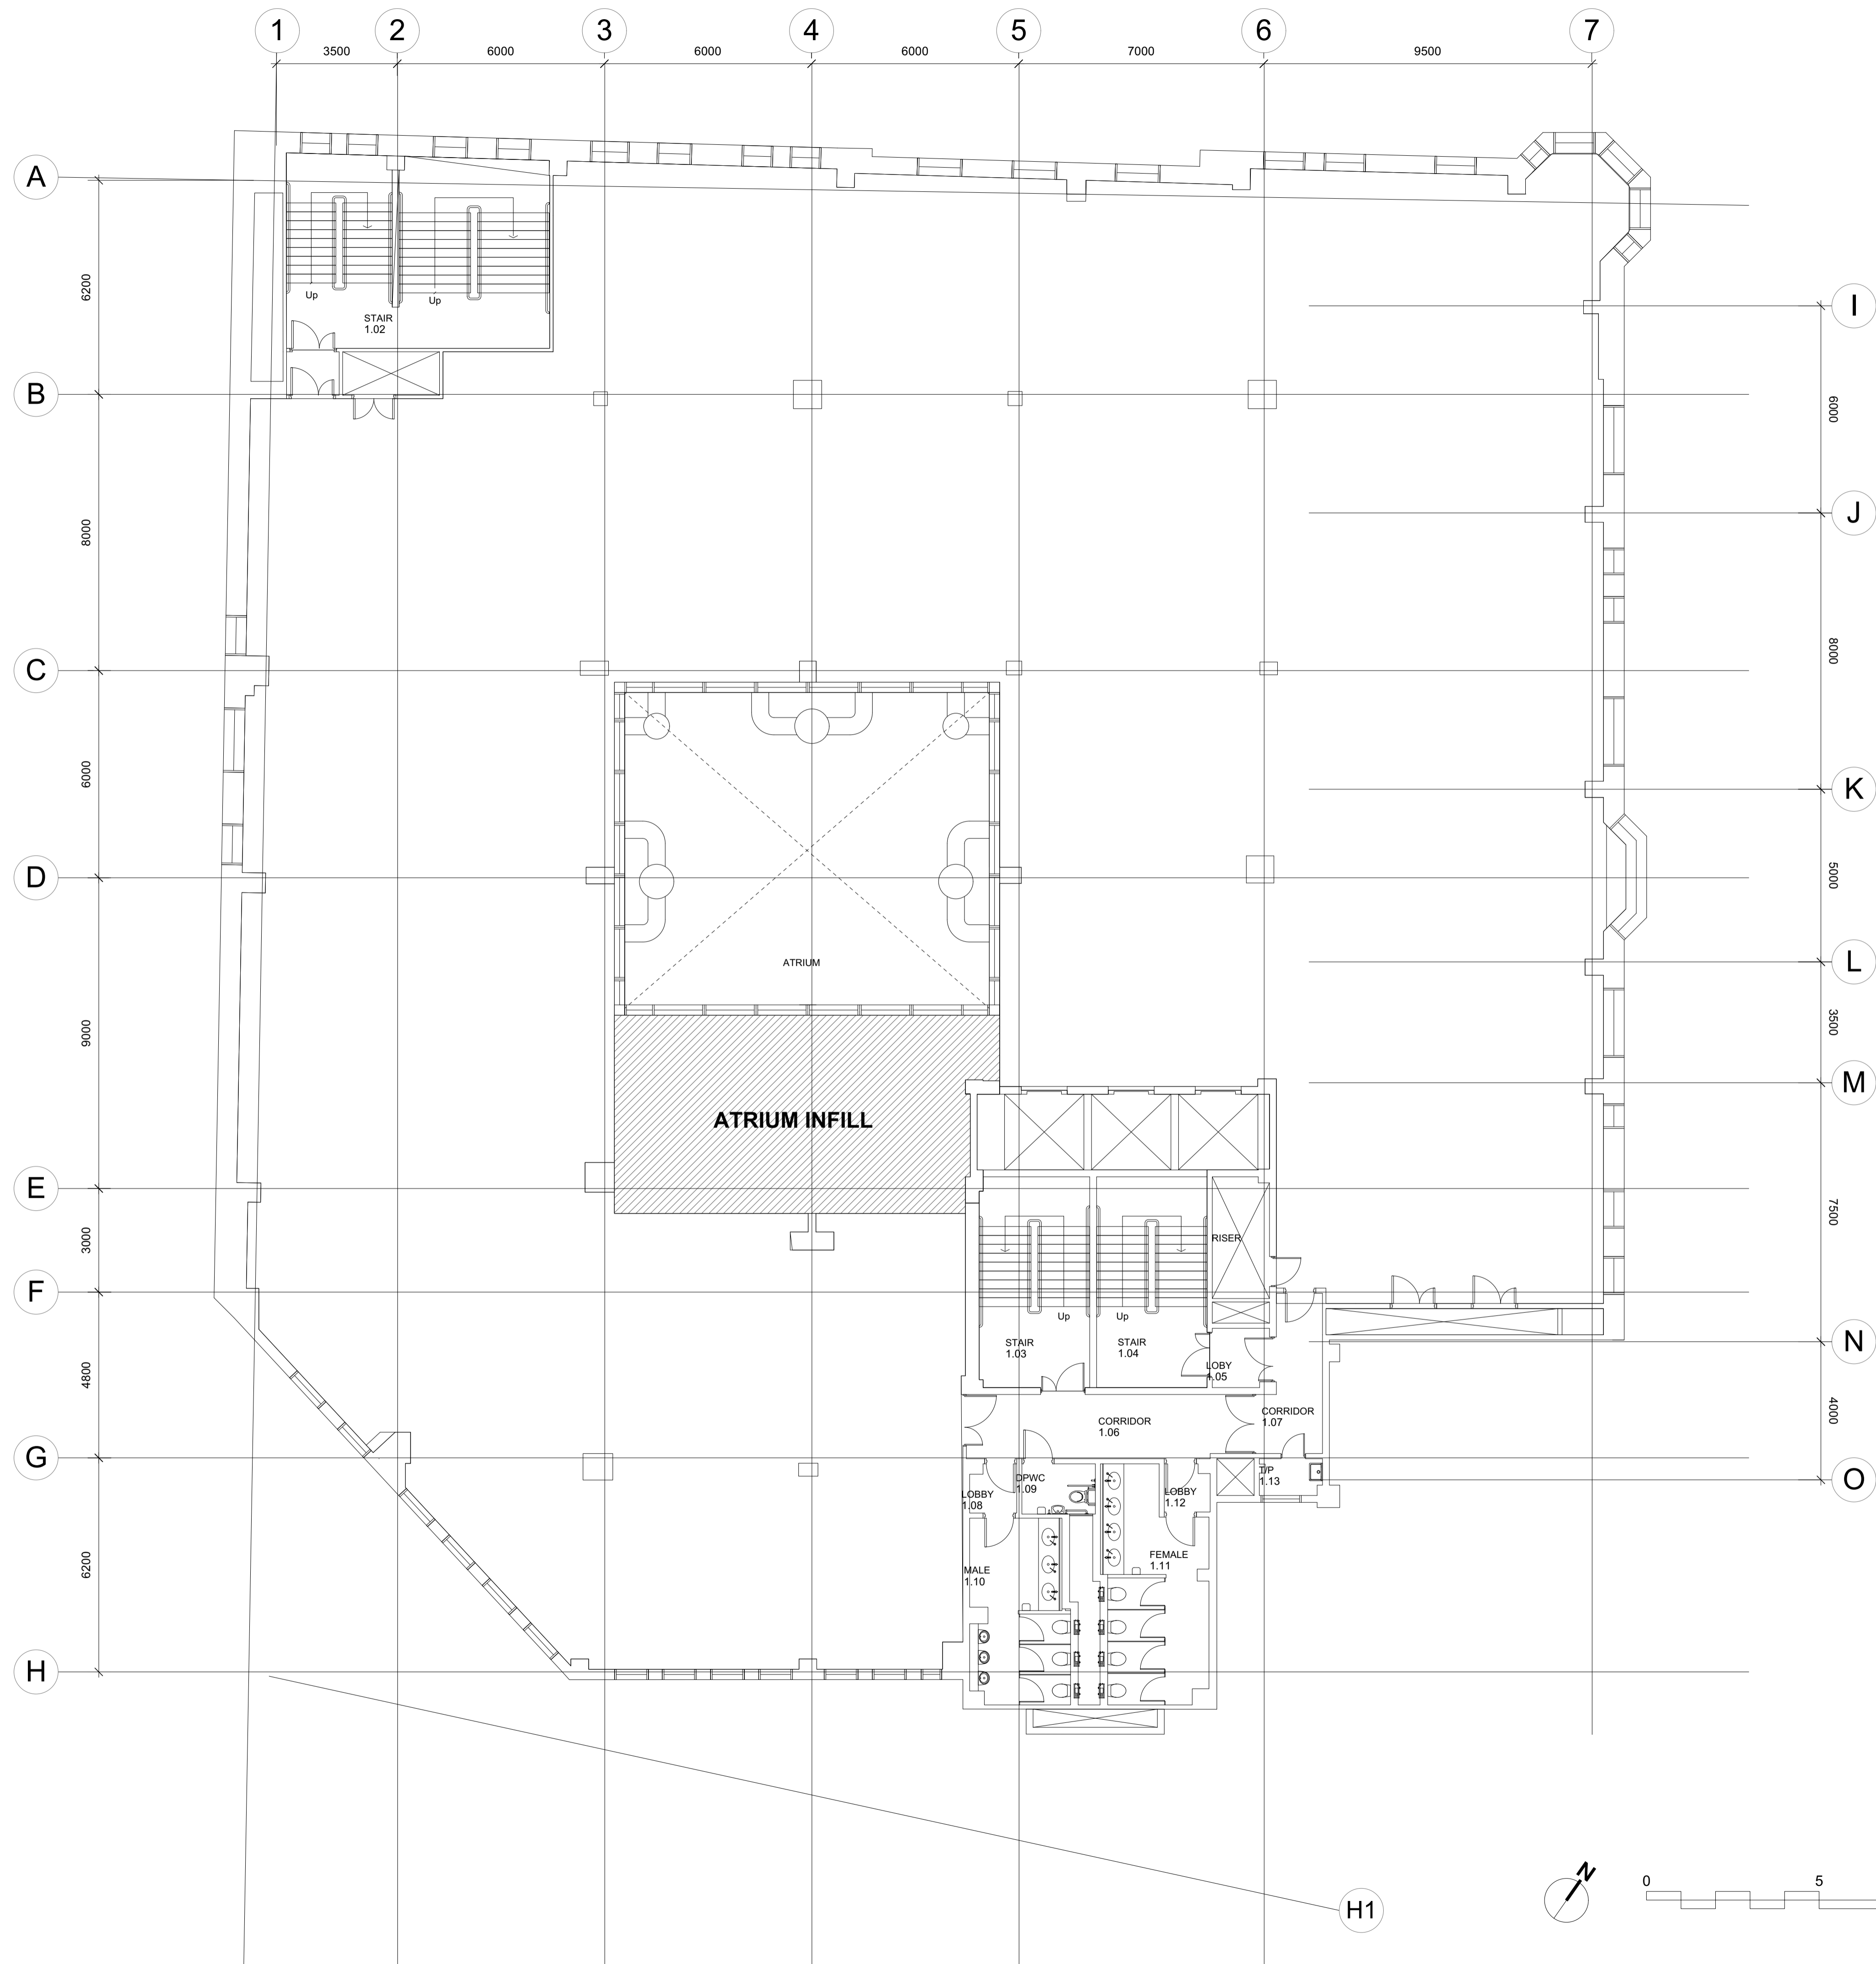 1
2
3
4
5
6
7
3500
6000
6000
6000
7000
9500
A
B
C
D
E
F
G
H
6200
8000
6000
9000
3000
4800
6200
I
J
K
L
M
N
O
6000
8000
5000
3500
7500
4000
Up
Up
STAIR
1.02
ATRIUM
ATRIUM INFILL
RISER
Up
Up
STAIR
1.03
STAIR
1.04
LOBY
1.05
CORRIDOR
1.06
CORRIDOR
1.07
LOBBY
1.08
DPWC
1.09
LOBBY
1.12
T/P
1.13
MALE
1.10
FEMALE
1.11
H1
N
0
5